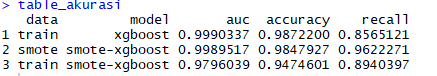 > table_akurasi
data model auc accuracy recall
1 train xgboost 0.9990337 0.9872200 0.8565121
2 smote smote-xgboost 0.9989517 0.9847927 0.9622271
3 train smote-xgboost 0.9796039 0.9474601 0.8940397